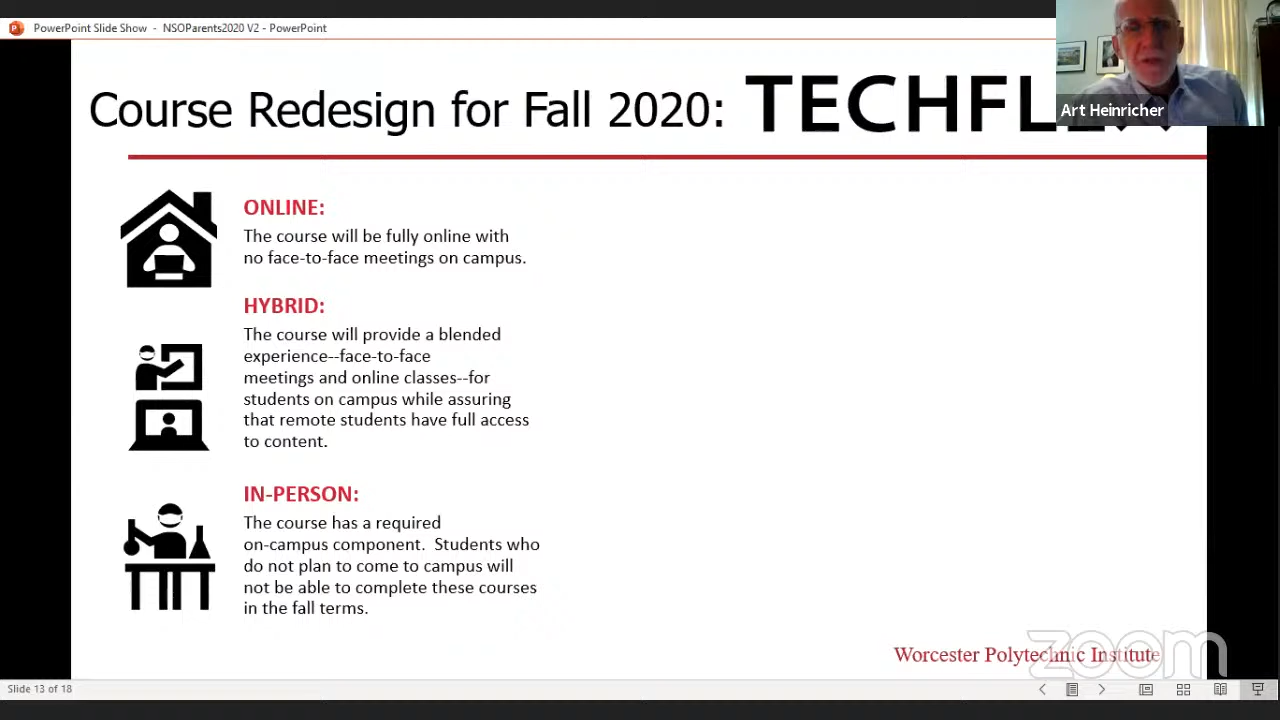 PowerPoint Slide Show - NSOParents2020 V2 - PowerPoint
Course Redesign for Fall 2020:
Art Heinricher
ONLINE:
The course will be fully online with
no face-to-face meetings on campus.
HYBRID:
The course will provide a blended
experience--face-to-face
meetings and online classes--for
students on campus while assuring
that remote students have full access
to content.
IN-PERSON:
The course has a required
on-campus component. Students who
do not plan to come to campus will
not be able to complete these courses
in the fall terms.
Worcester Polytechnic Institute
zoom
Slide 13 of 18